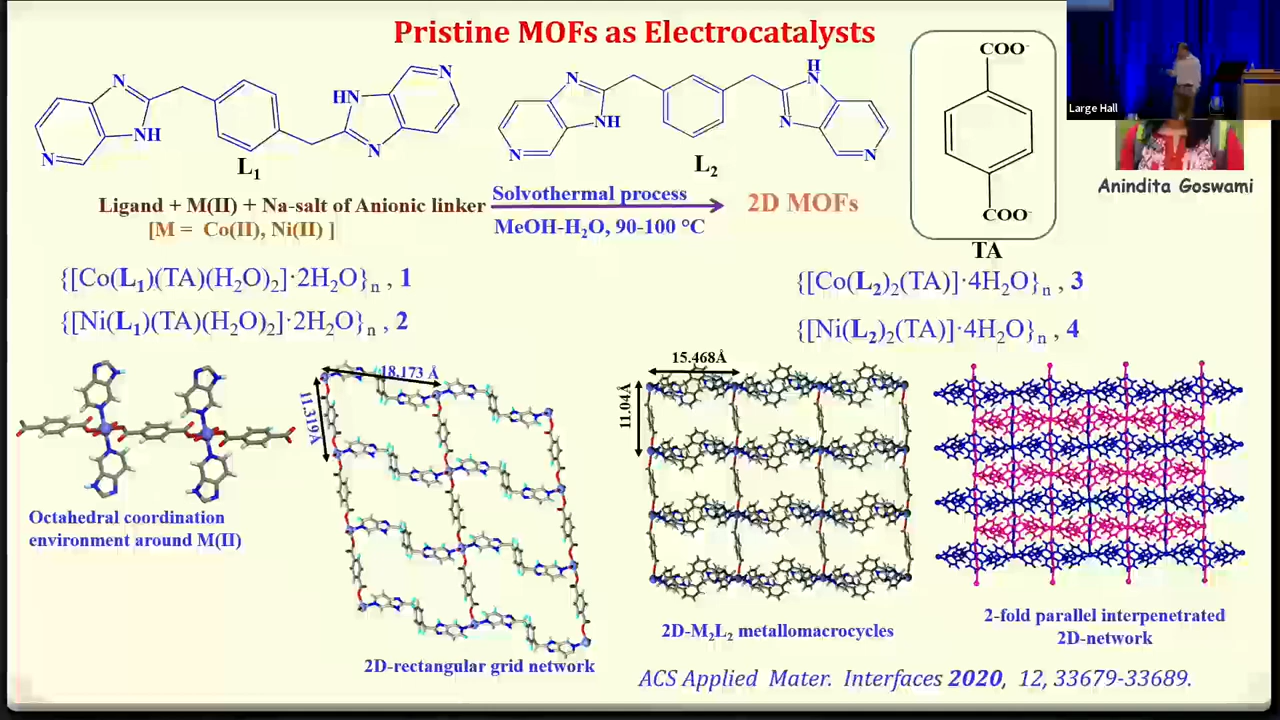 Pristine MOFs as Electrocatalysts
N
NH
N
HN
N
N
L1
N
NH
N
H
N
N
N
L2
COO-
COO-
TA
Large Hall
Anindita Goswami
Ligand + M(II) + Na-salt of Anionic linker
[M = Co(II), Ni(II) ]
Solvothermal process
MeOH-H2O, 90-100 °C
2D MOFs
{[Co(L1)(TA)(H2O)2]·2H2O}n , 1
{[Ni(L1)(TA)(H2O)2]·2H2O}n , 2
{[Co(L2)2(TA)]·4H2O}n , 3
{[Ni(L2)2(TA)]·4H2O}n , 4
18.173 Å
11.319Å
15.468Å
11.04Å
Octahedral coordination
environment around M(II)
2D-rectangular grid network
2D-M2L2 metallomacrocycles
2-fold parallel interpenetrated
2D-network
ACS Applied Mater. Interfaces 2020, 12, 33679-33689.